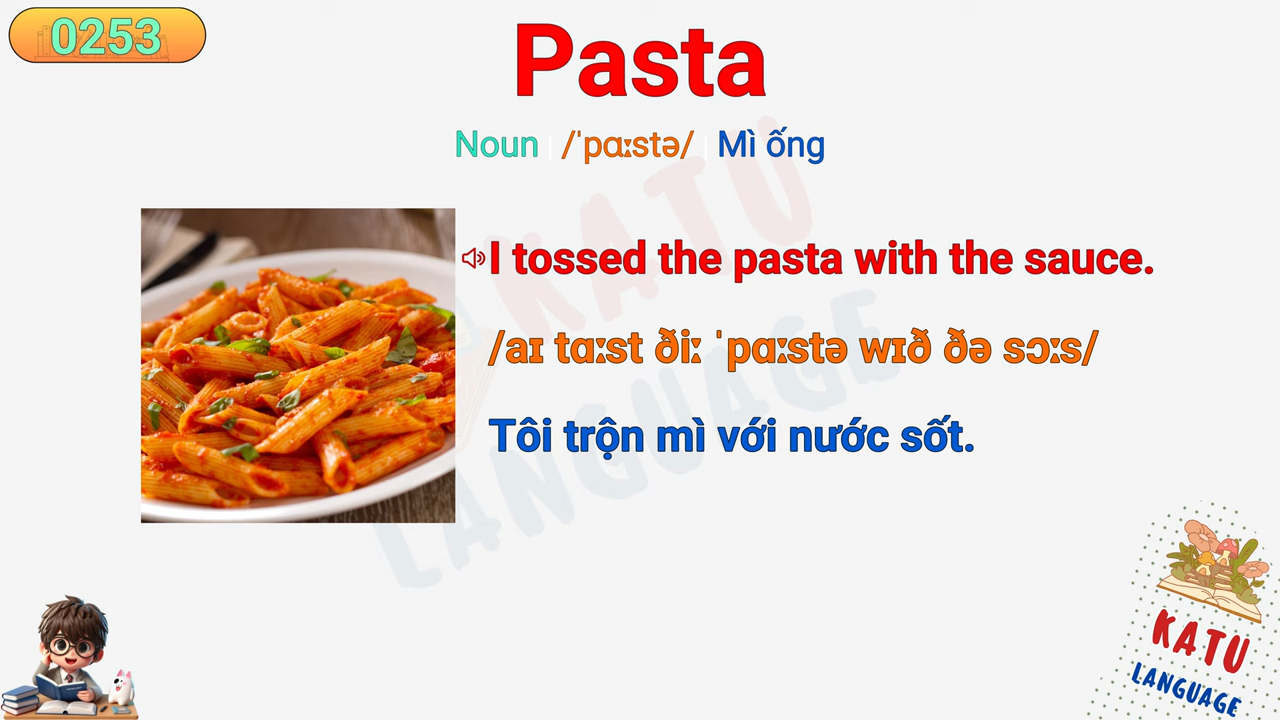 0253
Pasta
Noun | /ˈpɑːstə/ | Mì ống
I tossed the pasta with the sauce.
/aɪ tɑːst ðiː ˈpɑːstə wɪð ðə sɔːs/
Tôi trộn mì với nước sốt.
KATU
LANGUAGE
KATU
LANGUAGE